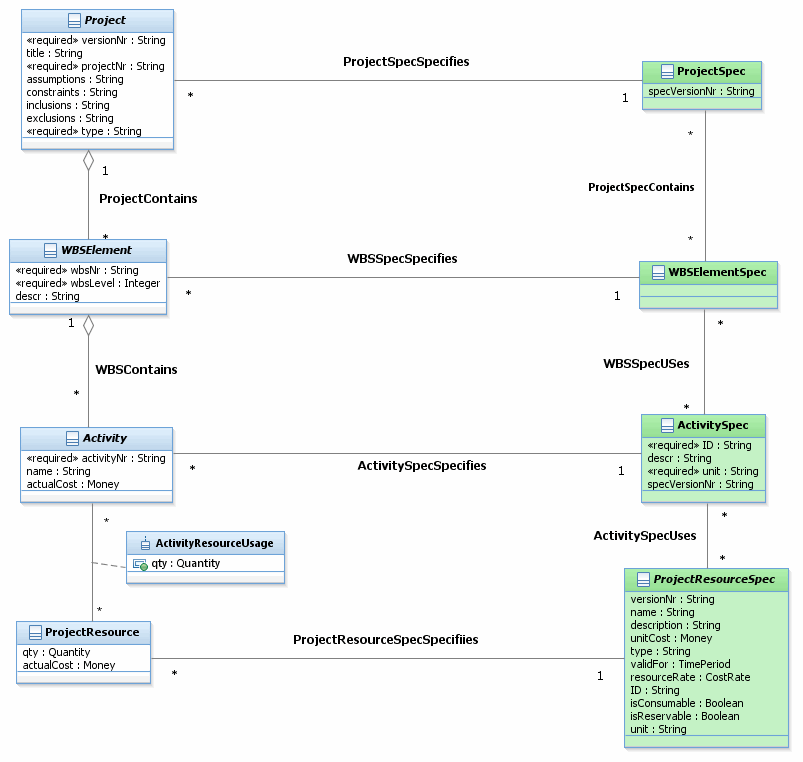 Project
«required» versionNr : String
title : String
«required» projectNr : String
assumptions : String
constraints : String
inclusions : String
exclusions : String
«required» type : String
ProjectSpecSpecifies
*
1
ProjectSpec
specVersionNr : String
1
ProjectContains
*
*
ProjectSpecContains
*
WBSElement
«required» wbsNr : String
«required» wbsLevel : Integer
descr : String
WBSSpecSpecifies
*
1
WBSElementSpec
1
WBSContains
*
*
WBSSpecUSes
*
Activity
«required» activityNr : String
name : String
actualCost : Money
*
ActivitySpecSpecifies
1
ActivitySpec
«required» ID : String
descr : String
«required» unit : String
specVersionNr : String
*
ActivityResourceUsage
qty : Quantity
*
*
ActivitySpecUses
*
ProjectResource
qty : Quantity
actualCost : Money
ProjectResourceSpecSpecifiies
*
1
ProjectResourceSpec
versionNr : String
name : String
description : String
unitCost : Money
type : String
validFor : TimePeriod
resourceRate : CostRate
ID : String
isConsumable : Boolean
isReservable : Boolean
unit : String